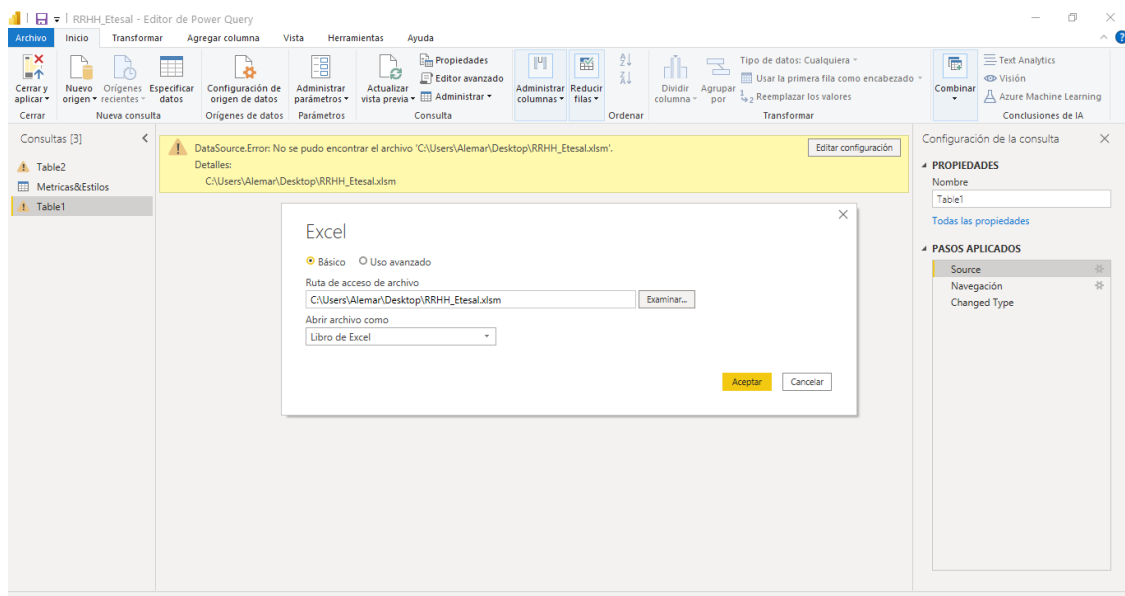 RRHH_Etesal - Editor de Power Query
Archivo Inicio Transformar Agregar columna Vista Herramientas Ayuda
Cerrar y aplicar
Nuevo origen
Orígenes recientes
Especificar datos
Configuración de origen de datos
Administrar parámetros
Actualizar vista previa
Propiedades
Editor avanzado
Administrar
Administrar columnas
Reducir filas
Dividir columna
Agrupar por
Tipo de datos: Cualquiera
Usar la primera fila como encabezado
Reemplazar los valores
Combinar
Text Analytics
Visión
Azure Machine Learning
Cerrar Nueva consulta Orígenes de datos Parámetros Consulta Ordenar Transformar Conclusiones de IA
Consultas [3]
Table2
Metricas&Estilos
Table1
DataSource.Error: No se pudo encontrar el archivo 'C:\Users\Alemar\Desktop\RRHH_Etesal.xlsm'.
Detalles:
C:\Users\Alemar\Desktop\RRHH_Etesal.xlsm
Editar configuración
Excel
Básico Uso avanzado
Ruta de acceso de archivo
C:\Users\Alemar\Desktop\RRHH_Etesal.xlsm
Examinar...
Abrir archivo como
Libro de Excel
Aceptar Cancelar
Configuración de la consulta
PROPIEDADES
Nombre
Table1
Todas las propiedades
PASOS APLICADOS
Source
Navegación
Changed Type